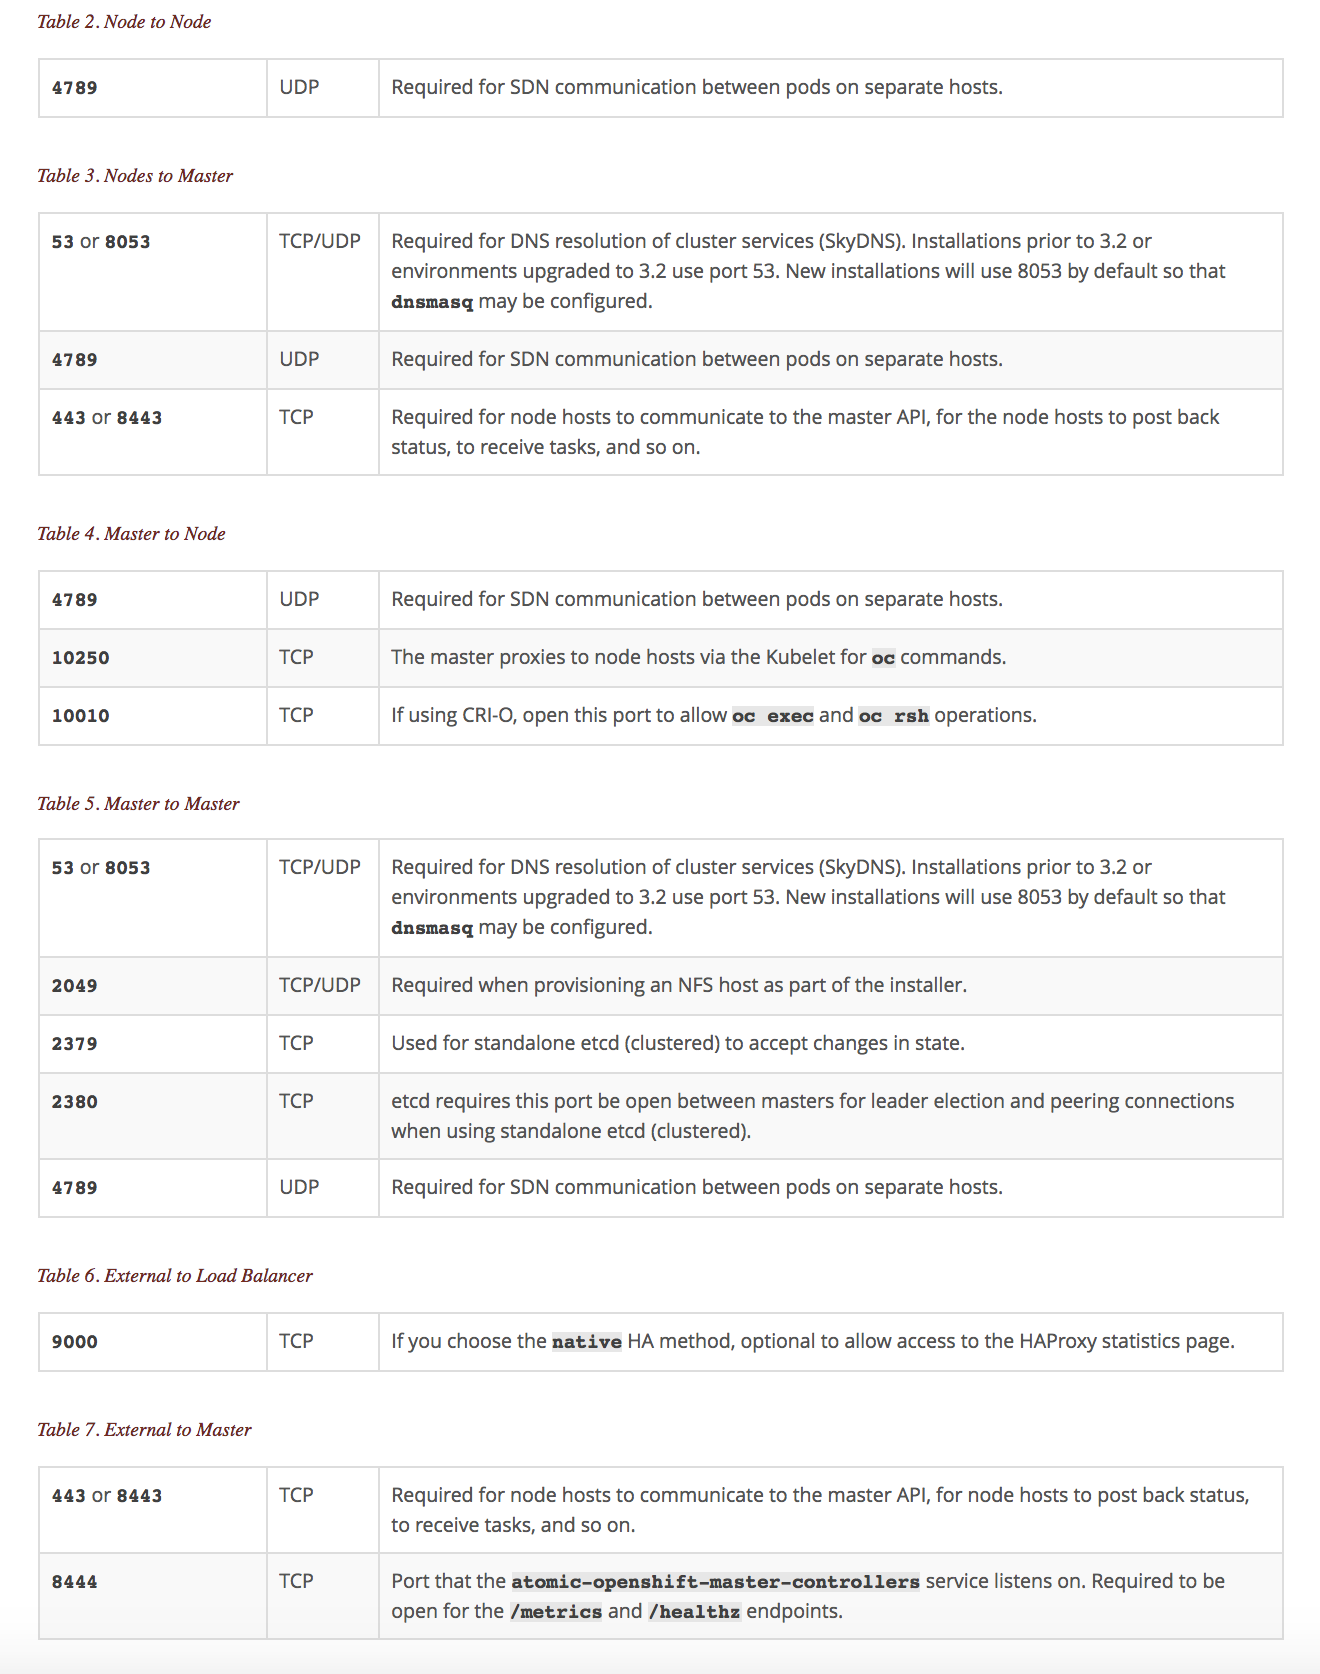 Table 2. Node to Node
4789 UDP Required for SDN communication between pods on separate hosts.
Table 3. Nodes to Master
53 or 8053 TCP/UDP Required for DNS resolution of cluster services (SkyDNS). Installations prior to 3.2 or
environments upgraded to 3.2 use port 53. New installations will use 8053 by default so that
dnsmasq may be configured.
4789 UDP Required for SDN communication between pods on separate hosts.
443 or 8443 TCP Required for node hosts to communicate to the master API, for the node hosts to post back
status, to receive tasks, and so on.
Table 4. Master to Node
4789 UDP Required for SDN communication between pods on separate hosts.
10250 TCP The master proxies to node hosts via the Kubelet for oc commands.
10010 TCP If using CRI-O, open this port to allow oc exec and oc rsh operations.
Table 5. Master to Master
53 or 8053 TCP/UDP Required for DNS resolution of cluster services (SkyDNS). Installations prior to 3.2 or
environments upgraded to 3.2 use port 53. New installations will use 8053 by default so that
dnsmasq may be configured.
2049 TCP/UDP Required when provisioning an NFS host as part of the installer.
2379 TCP Used for standalone etcd (clustered) to accept changes in state.
2380 TCP etcd requires this port be open between masters for leader election and peering connections
when using standalone etcd (clustered).
4789 UDP Required for SDN communication between pods on separate hosts.
Table 6. External to Load Balancer
9000 TCP If you choose the native HA method, optional to allow access to the HAProxy statistics page.
Table 7. External to Master
443 or 8443 TCP Required for node hosts to communicate to the master API, for node hosts to post back status,
to receive tasks, and so on.
8444 TCP Port that the atomic-openshift-master-controllers service listens on. Required to be
open for the /metrics and /healthz endpoints.